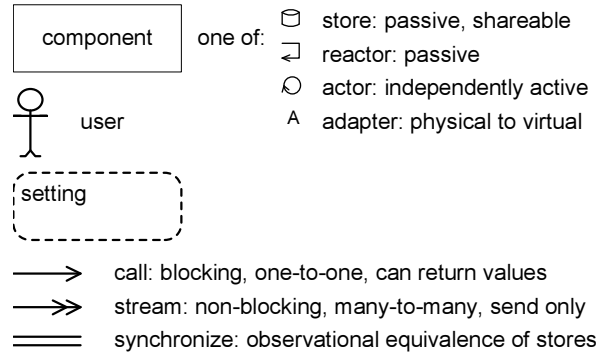 component one of: store: passive, shareable
reactor: passive
actor: independently active
A adapter: physical to virtual
user
setting
call: blocking, one-to-one, can return values
stream: non-blocking, many-to-many, send only
synchronize: observational equivalence of stores